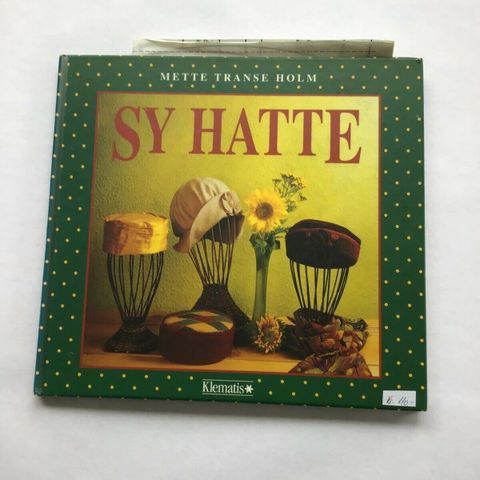 METTE TRANSE HOLM
SY HATTE
Klematis